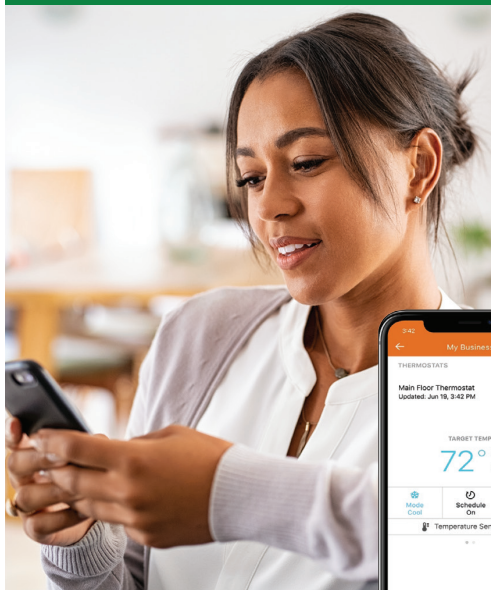 3:42
My Business
THERMOSTATS
Main Floor Thermostat
Updated: Jun 19, 3:42 PM
TARGET TEMP
72°
Mode
Cool
Schedule
On
Temperature Sen